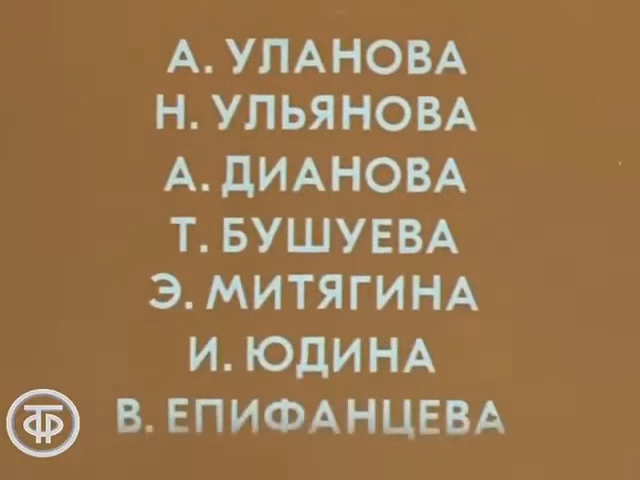 А. УЛАНОВА
Н. УЛЬЯНОВА
А. ДИАНОВА
Т. БУШУЕВА
Э. МИТЯГИНА
И. ЮДИНА
В. ЕПИФАНЦЕВА